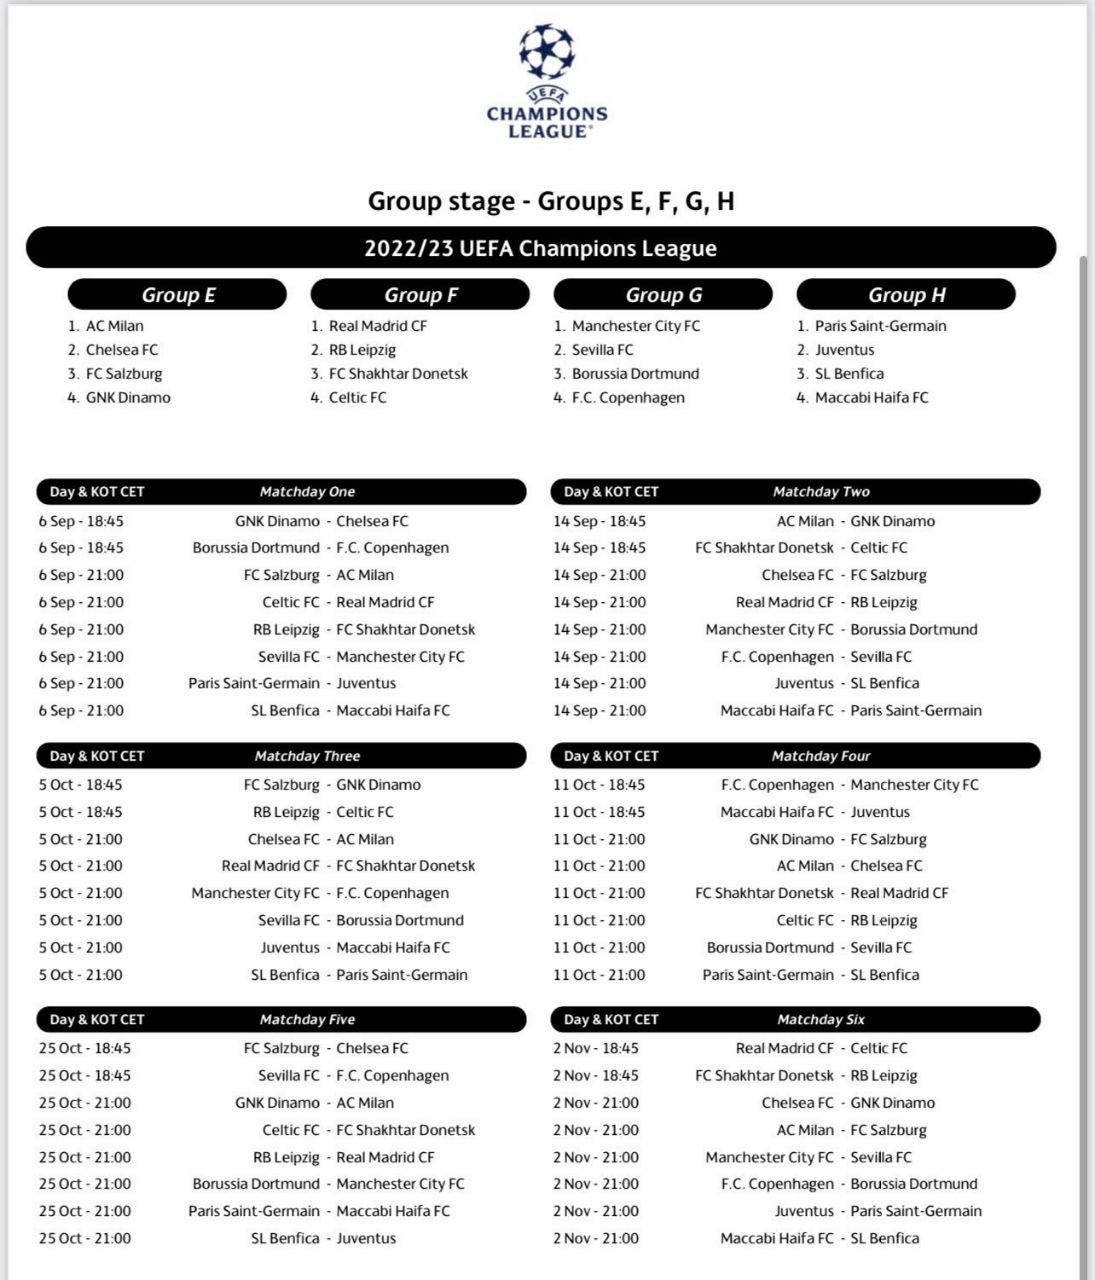 UEFA
CHAMPIONS
LEAGUE®
Group stage - Groups E, F, G, H
2022/23 UEFA Champions League
Group E
1. AC Milan
2. Chelsea FC
3. FC Salzburg
4. GNK Dinamo
Group F
1. Real Madrid CF
2. RB Leipzig
3. FC Shakhtar Donetsk
4. Celtic FC
Group G
1. Manchester City FC
2. Sevilla FC
3. Borussia Dortmund
4. F.C. Copenhagen
Group H
1. Paris Saint-Germain
2. Juventus
3. SL Benfica
4. Maccabi Haifa FC
Day & KOT CET Matchday One
6 Sep - 18:45 GNK Dinamo - Chelsea FC
6 Sep - 18:45 Borussia Dortmund - F.C. Copenhagen
6 Sep - 21:00 FC Salzburg - AC Milan
6 Sep - 21:00 Celtic FC - Real Madrid CF
6 Sep - 21:00 RB Leipzig - FC Shakhtar Donetsk
6 Sep - 21:00 Sevilla FC - Manchester City FC
6 Sep - 21:00 Paris Saint-Germain - Juventus
6 Sep - 21:00 SL Benfica - Maccabi Haifa FC
Day & KOT CET Matchday Two
14 Sep - 18:45 AC Milan - GNK Dinamo
14 Sep - 18:45 FC Shakhtar Donetsk - Celtic FC
14 Sep - 21:00 Chelsea FC - FC Salzburg
14 Sep - 21:00 Real Madrid CF - RB Leipzig
14 Sep - 21:00 Manchester City FC - Borussia Dortmund
14 Sep - 21:00 F.C. Copenhagen - Sevilla FC
14 Sep - 21:00 Juventus - SL Benfica
14 Sep - 21:00 Maccabi Haifa FC - Paris Saint-Germain
Day & KOT CET Matchday Three
5 Oct - 18:45 FC Salzburg - GNK Dinamo
5 Oct - 18:45 RB Leipzig - Celtic FC
5 Oct - 21:00 Chelsea FC - AC Milan
5 Oct - 21:00 Real Madrid CF - FC Shakhtar Donetsk
5 Oct - 21:00 Manchester City FC - F.C. Copenhagen
5 Oct - 21:00 Sevilla FC - Borussia Dortmund
5 Oct - 21:00 Juventus - Maccabi Haifa FC
5 Oct - 21:00 SL Benfica - Paris Saint-Germain
Day & KOT CET Matchday Four
11 Oct - 18:45 F.C. Copenhagen - Manchester City FC
11 Oct - 18:45 Maccabi Haifa FC - Juventus
11 Oct - 21:00 GNK Dinamo - FC Salzburg
11 Oct - 21:00 AC Milan - Chelsea FC
11 Oct - 21:00 FC Shakhtar Donetsk - Real Madrid CF
11 Oct - 21:00 Celtic FC - RB Leipzig
11 Oct - 21:00 Borussia Dortmund - Sevilla FC
11 Oct - 21:00 Paris Saint-Germain - SL Benfica
Day & KOT CET Matchday Five
25 Oct - 18:45 FC Salzburg - Chelsea FC
25 Oct - 18:45 Sevilla FC - F.C. Copenhagen
25 Oct - 21:00 GNK Dinamo - AC Milan
25 Oct - 21:00 Celtic FC - FC Shakhtar Donetsk
25 Oct - 21:00 RB Leipzig - Real Madrid CF
25 Oct - 21:00 Borussia Dortmund - Manchester City FC
25 Oct - 21:00 Paris Saint-Germain - Maccabi Haifa FC
25 Oct - 21:00 SL Benfica - Juventus
Day & KOT CET Matchday Six
2 Nov - 18:45 Real Madrid CF - Celtic FC
2 Nov - 18:45 FC Shakhtar Donetsk - RB Leipzig
2 Nov - 21:00 Chelsea FC - GNK Dinamo
2 Nov - 21:00 AC Milan - FC Salzburg
2 Nov - 21:00 Manchester City FC - Sevilla FC
2 Nov - 21:00 F.C. Copenhagen - Borussia Dortmund
2 Nov - 21:00 Juventus - Paris Saint-Germain
2 Nov - 21:00 Maccabi Haifa FC - SL Benfica